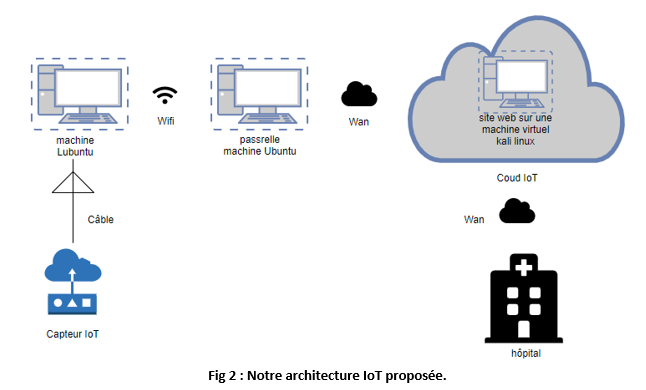 machine
Lubuntu
Wifi
passrelle
machine Ubuntu
Wan
site web sur une
machine virtuel
kali linux
Coud IoT
Câble
Wan
Capteur IoT
hôpital
Fig 2 : Notre architecture IoT proposée.